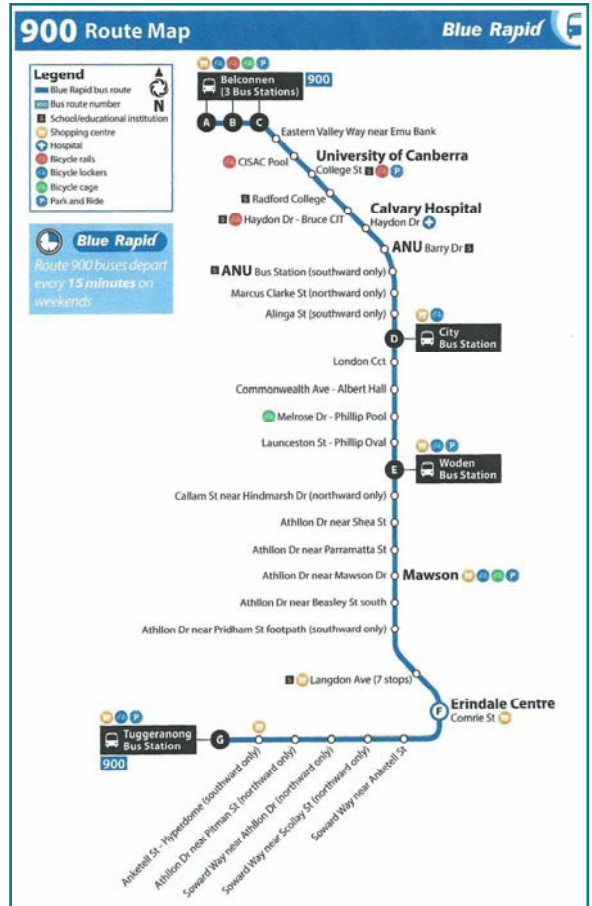 900 Route Map
Blue Rapid
Legend
Blue Rapid bus route
900 Bus route number
N
S School/educational institution
Shopping centre
Hospital
Bicycle rails
Bicycle lockers
Bicycle cage
P Park and Ride
Blue Rapid
Route 900 buses depart
every 15 minutes on
weekends
P
Belconnen
(3 Bus Stations)
900
A B C
Eastern Valley Way near Emu Bank
CISAC Pool
University of Canberra
College St S P
S Radford College
Calvary Hospital
Haydon Dr
S Haydon Dr - Bruce CIT
ANU Barry Dr S
S ANU Bus Station (southward only)
Marcus Clarke St (northward only)
Alinga St (southward only)
D
City
Bus Station
London Cct
Commonwealth Ave - Albert Hall
Melrose Dr - Phillip Pool
Launceston St - Phillip Oval
P
E
Woden
Bus Station
Callam St near Hindmarsh Dr (northward only)
Athllon Dr near Shea St
Athllon Dr near Parramatta St
Athllon Dr near Mawson Dr
Mawson P
Athllon Dr near Beasley St south
Athllon Dr near Pridham St footpath (southward only)
S Langdon Ave (7 stops)
F
Erindale Centre
Comrie St
P
Tuggeranong
Bus Station
G
900
Anketell St - Hyperdome (southward only)
Athllon Dr near Pitman St (northward only)
Soward Way near Athllon Dr (northward only)
Soward Way near Scollay St (northward only)
Soward Way near Anketell St